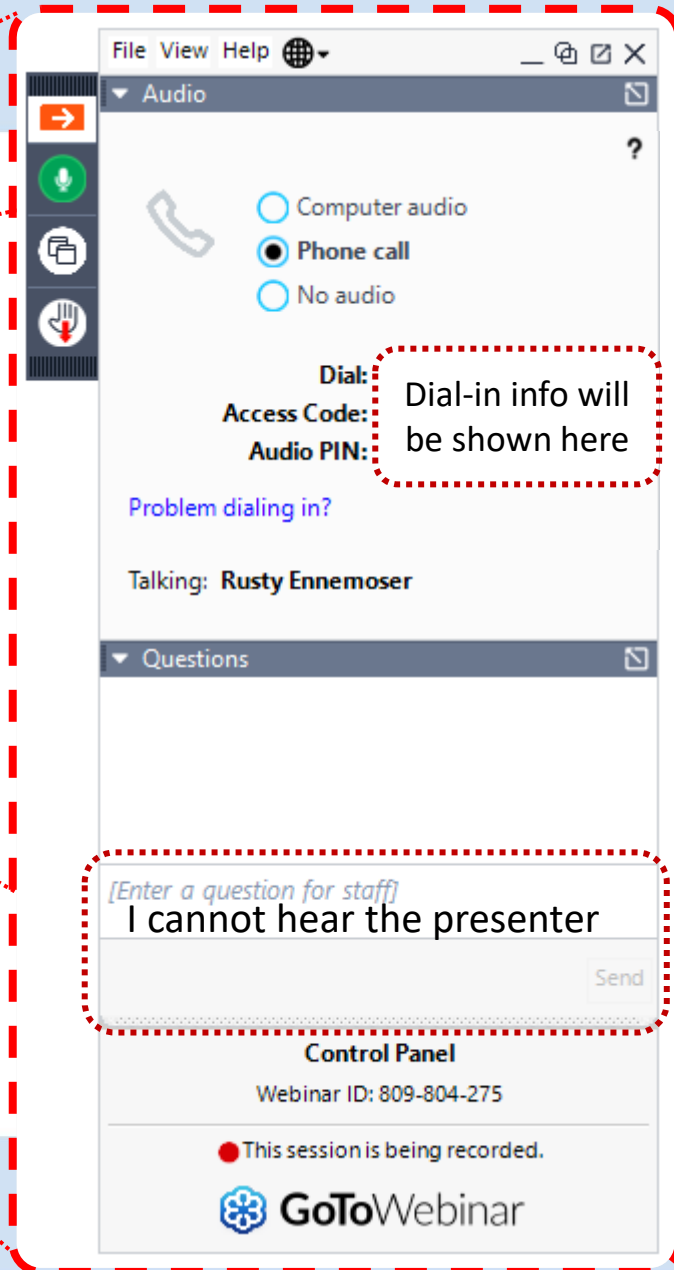 File View Help
Audio
?
Computer audio
Phone call
No audio
Dial:
Access Code:
Audio PIN:
Dial-in info will
be shown here
Problem dialing in?
Talking: Rusty Ennemoser
Questions
[Enter a question for staff]
I cannot hear the presenter
Send
Control Panel
Webinar ID: 809-804-275
This session is being recorded.
GoToWebinar